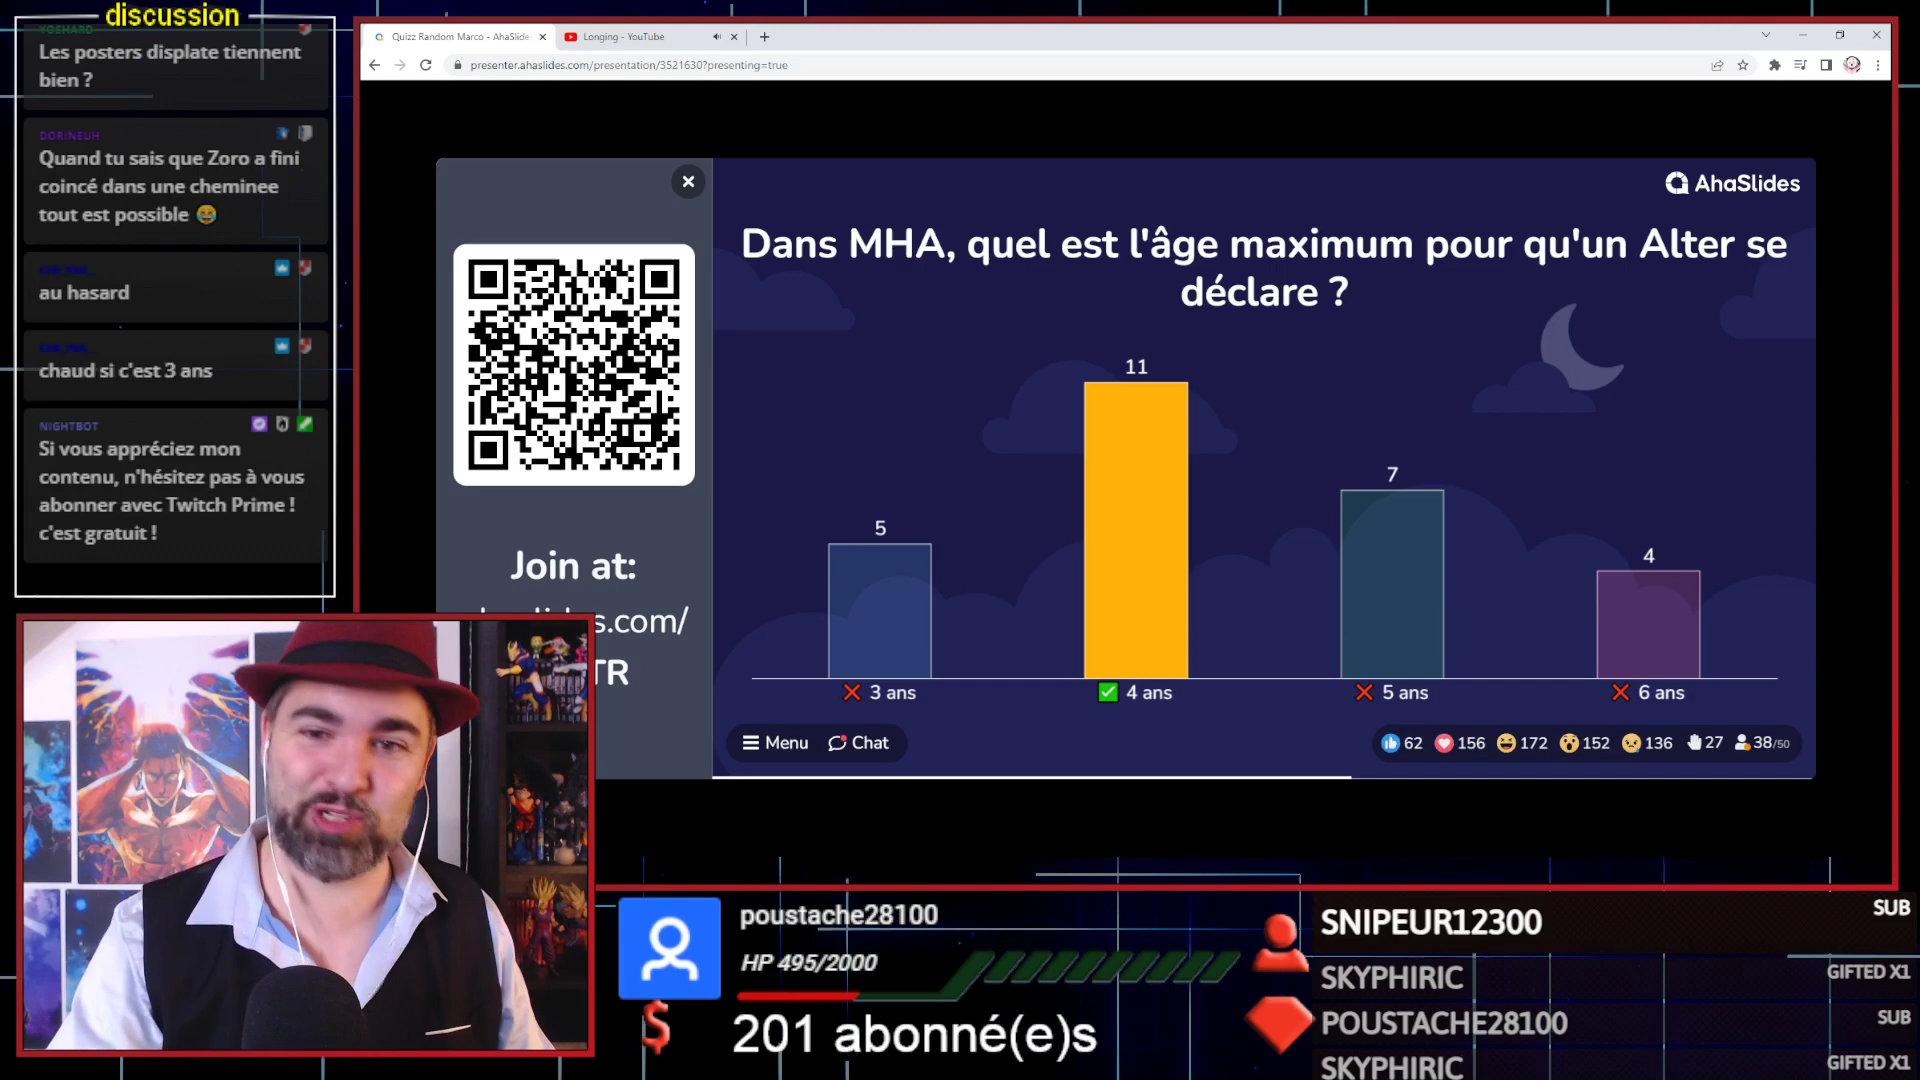 discussion
YOSHARD
Les posters displate tiennent
bien ?
DORINEUH
Quand tu sais que Zoro a fini
coincé dans une cheminee
tout est possible 😂
au hasard
chaud si c'est 3 ans
NIGHTBOT
Si vous appréciez mon
contenu, n'hésitez pas à vous
abonner avec Twitch Prime !
c'est gratuit !
Quizz Random Marco - AhaSlide
Longing - YouTube
presenter.ahaslides.com/presentation/3521630?presenting=true
AhaSlides
Dans MHA, quel est l'âge maximum pour qu'un Alter se
déclare ?
Join at:
s.com/
TR
5
11
7
4
3 ans
4 ans
5 ans
6 ans
Menu
Chat
62
156
172
152
136
27
38/50
poustache28100
HP 495/2000
201 abonné(e)s
SNIPEUR12300
SUB
SKYPHIRIC
GIFTED X1
POUSTACHE28100
SUB
SKYPHIRIC
GIFTED X1